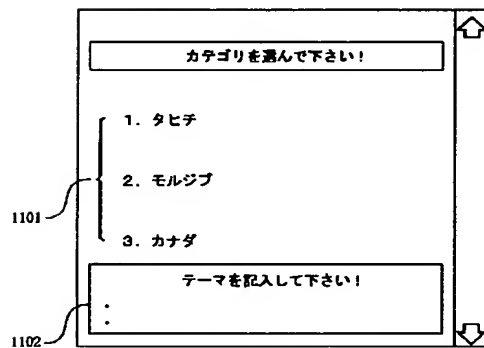 カテゴリを選んで下さい!
1. タヒチ
2. モルジブ
1101
3. カナダ
テーマを記入して下さい!
1102